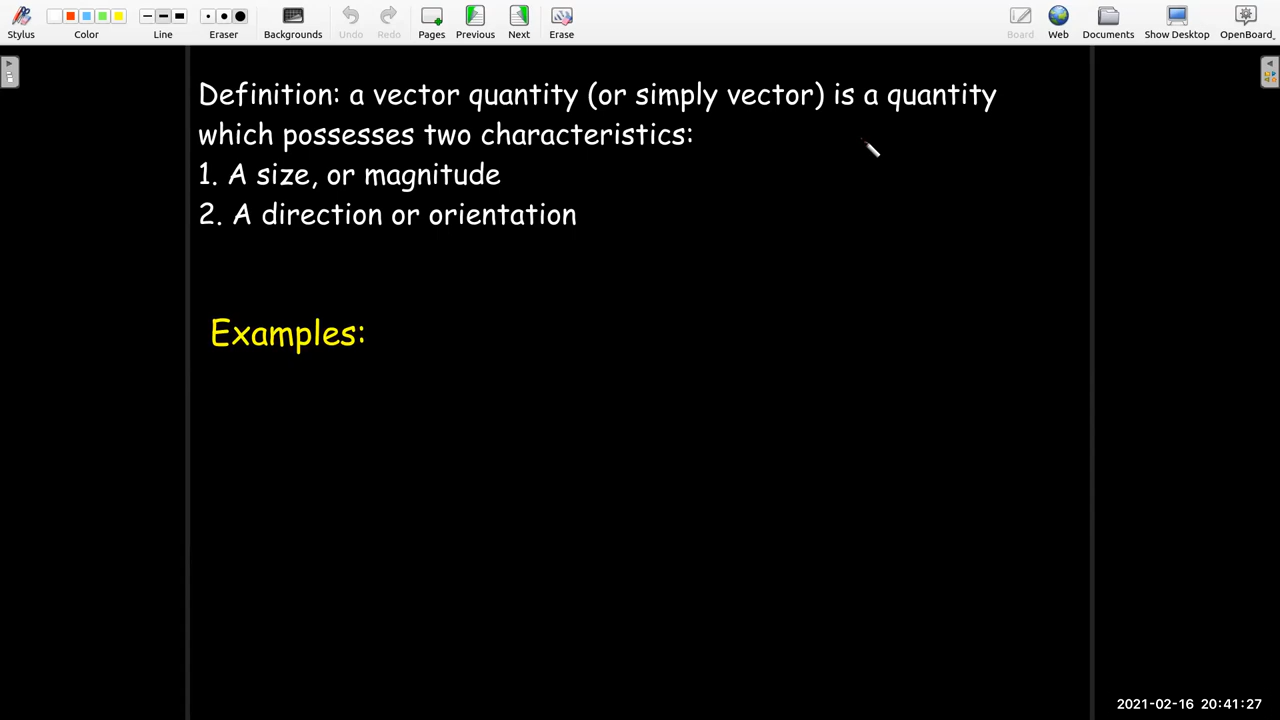 Stylus Color Line Eraser Backgrounds Undo Redo Pages Previous Next Erase Board Web Documents Show Desktop OpenBoard
Definition: a vector quantity (or simply vector) is a quantity
which possesses two characteristics:
1. A size, or magnitude
2. A direction or orientation
Examples:
2021-02-16 20:41:27